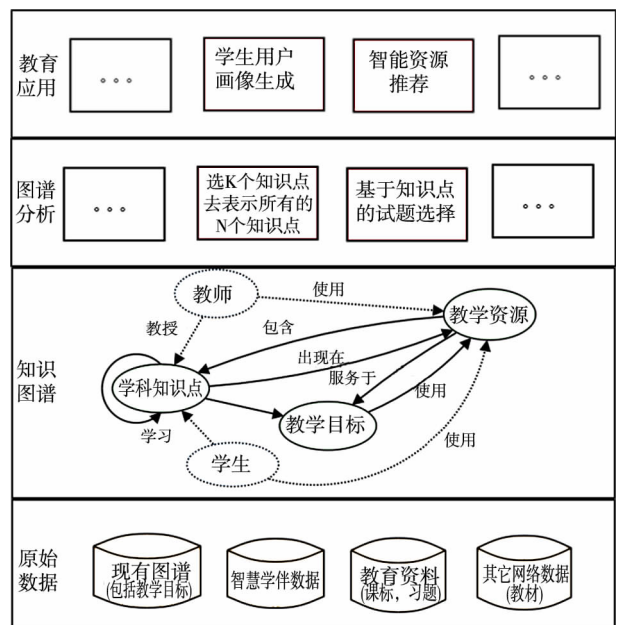 教育
应用
。。。
学生用户
画像生成
智能资源
推荐
。。。
图谱
分析
。。。
选K个知识点
去表示所有的
N个知识点
基于知识点
的试题选择
。。。
知识
图谱
教师
使用
教学资源
教授
包含
出现在
服务于
学科知识点
使用
教学目标
学习
使用
学生
原始
数据
现有图谱
(包括教学目标)
智慧学伴数据
教育资料
(课标，习题)
其它网络数据
(教材)